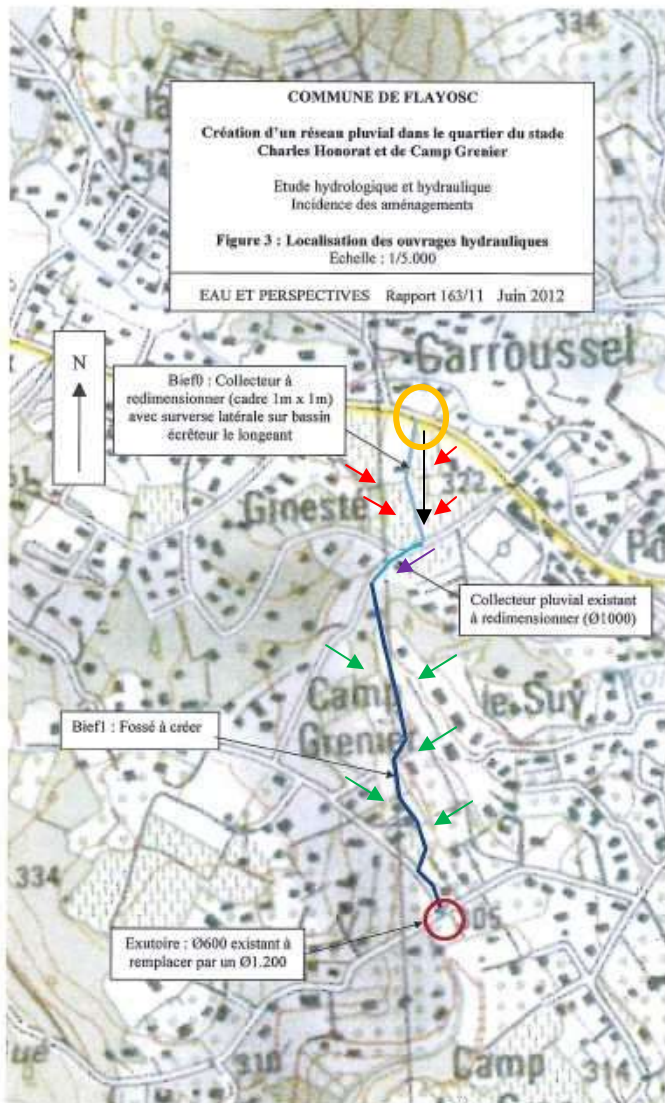 334
COMMUNE DE FLAYOSC
Création d'un réseau pluvial dans le quartier du stade
Charles Honorat et de Camp Grenier
Etude hydrologique et hydraulique
Incidence des aménagements
Figure 3 : Localisation des ouvrages hydrauliques
Echelle : 1/5.000
EAU ET PERSPECTIVES Rapport 163/11 Juin 2012
N
Garroussel
Bief0 : Collecteur à
redimensionner (cadre 1m x 1m)
avec surverse latérale sur bassin
écrêteur le longeant
322
Ginesté
Collecteur pluvial existant
à redimensionner (Ø1000)
Camp
le Suy
Grenier
Bief1 : Fossé à créer
334
05
Exutoire : Ø600 existant à
remplacer par un Ø1.200
310
Camp
314